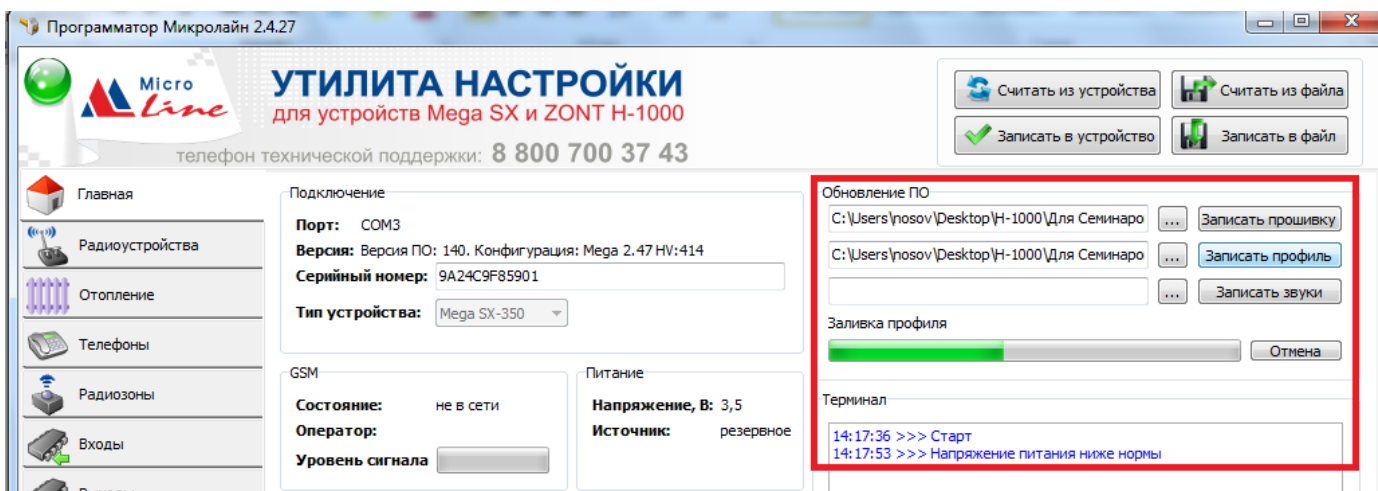 Программатор Микролайн 2.4.27
Micro
Line
УТИЛИТА НАСТРОЙКИ
для устройств Mega SX и ZONT H-1000
телефон технической поддержки: 8 800 700 37 43
Считать из устройства
Считать из файла
Записать в устройство
Записать в файл
Главная
Радиоустройства
Отопление
Телефоны
Радиозоны
Входы
Подключение
Порт: COM3
Версия: Версия ПО: 140. Конфигурация: Mega 2.47 HV:414
Серийный номер: 9A24C9F85901
Тип устройства: Mega SX-350
GSM
Состояние: не в сети
Оператор:
Уровень сигнала
Питание
Напряжение, В: 3,5
Источник: резервное
Обновление ПО
C:\Users\nosov\Desktop\H-1000\Для Семинаро ... Записать прошивку
C:\Users\nosov\Desktop\H-1000\Для Семинаро ... Записать профиль
... Записать звуки
Заливка профиля
Отмена
Терминал
14:17:36 >>> Старт
14:17:53 >>> Напряжение питания ниже нормы